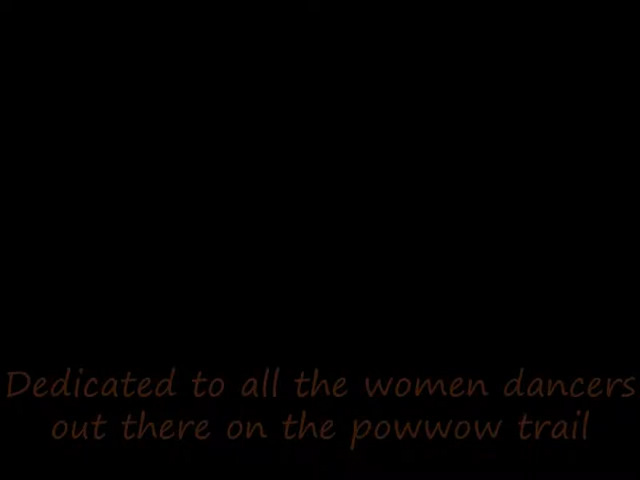 Dedicated to all the women dancers
out there on the powwow trail